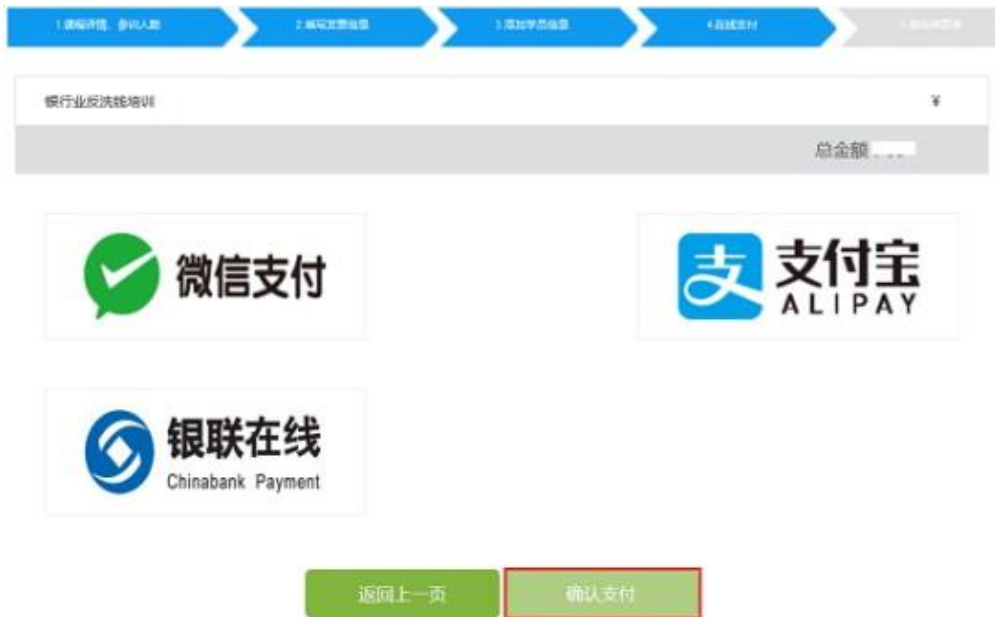 1.课程详情、参训人数
2.填写发票信息
3.添加学员信息
4.在线支付
银行业反洗钱培训
¥
总金额
微信支付
支付宝
ALIPAY
银联在线
Chinabank Payment
返回上一页
确认支付